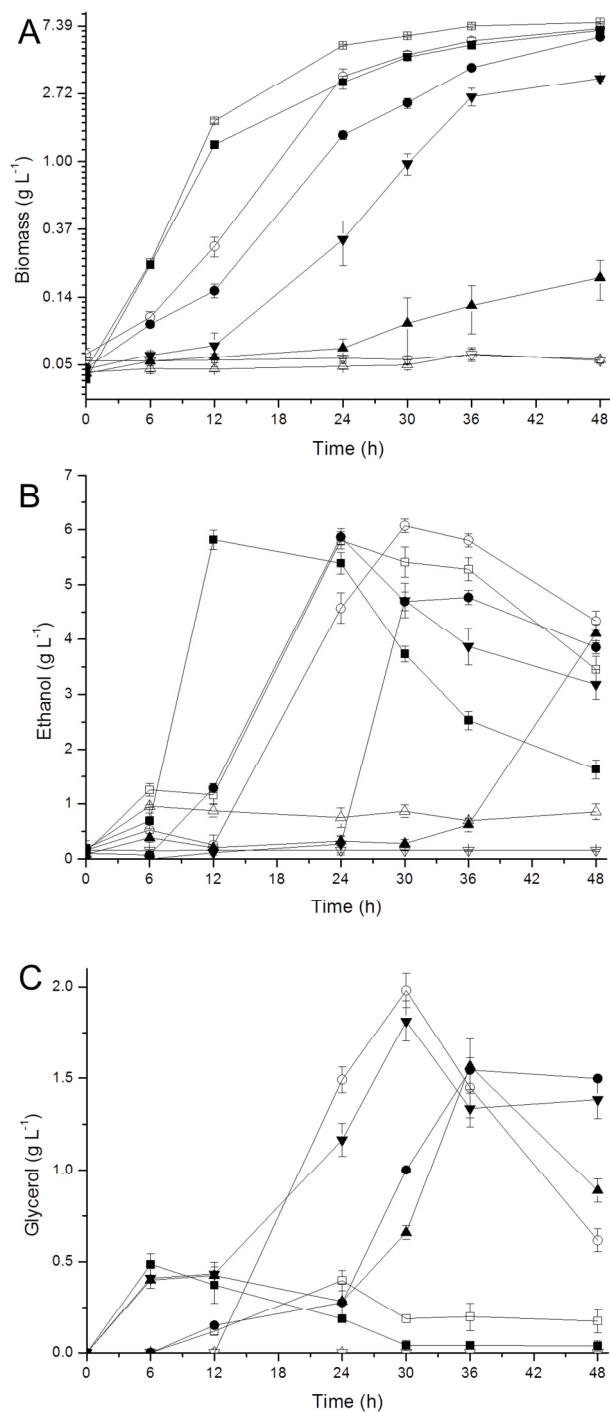 A
7.39
2.72
1.00
0.37
0.14
0.05
Biomass (g L⁻¹)
0 6 12 18 24 30 36 42 48
Time (h)
B
7
6
5
4
3
2
1
0
Ethanol (g L⁻¹)
0 6 12 24 30 36 42 48
Time (h)
C
2.0
1.5
1.0
0.5
0.0
Glycerol (g L⁻¹)
0 6 12 18 24 30 36 42 48
Time (h)